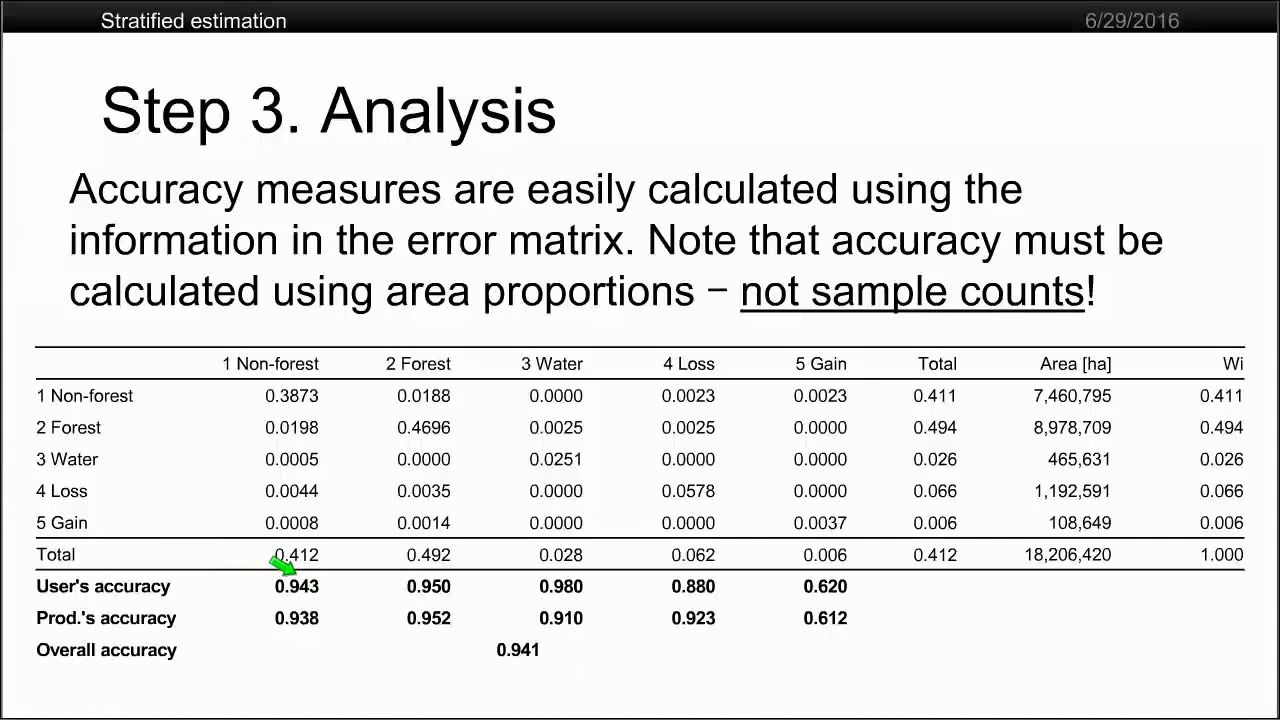 Stratified estimation 6/29/2016
Step 3. Analysis
Accuracy measures are easily calculated using the
information in the error matrix. Note that accuracy must be
calculated using area proportions – not sample counts!
1 Non-forest 2 Forest 3 Water 4 Loss 5 Gain Total Area [ha] Wi
1 Non-forest 0.3873 0.0188 0.0000 0.0023 0.0023 0.411 7,460,795 0.411
2 Forest 0.0198 0.4696 0.0025 0.0025 0.0000 0.494 8,978,709 0.494
3 Water 0.0005 0.0000 0.0251 0.0000 0.0000 0.026 465,631 0.026
4 Loss 0.0044 0.0035 0.0000 0.0578 0.0000 0.066 1,192,591 0.066
5 Gain 0.0008 0.0014 0.0000 0.0000 0.0037 0.006 108,649 0.006
Total 0.412 0.492 0.028 0.062 0.006 0.412 18,206,420 1.000
User's accuracy 0.943 0.950 0.980 0.880 0.620
Prod.'s accuracy 0.938 0.952 0.910 0.923 0.612
Overall accuracy 0.941